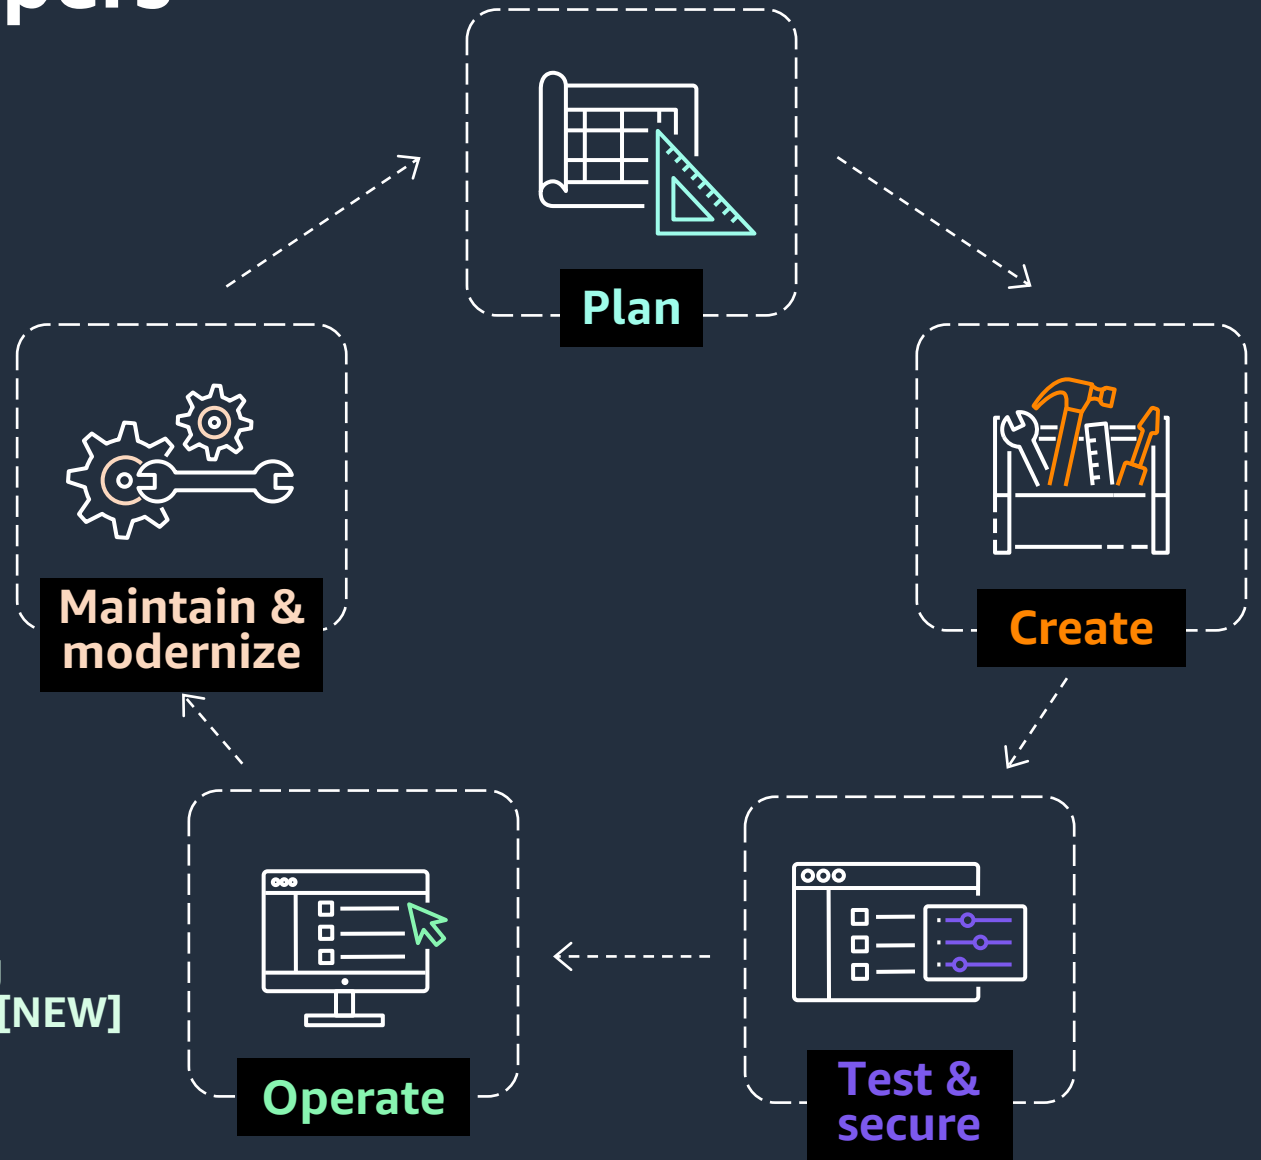 Plan
Maintain &
modernize
Create
[NEW]
Operate
Test &
secure